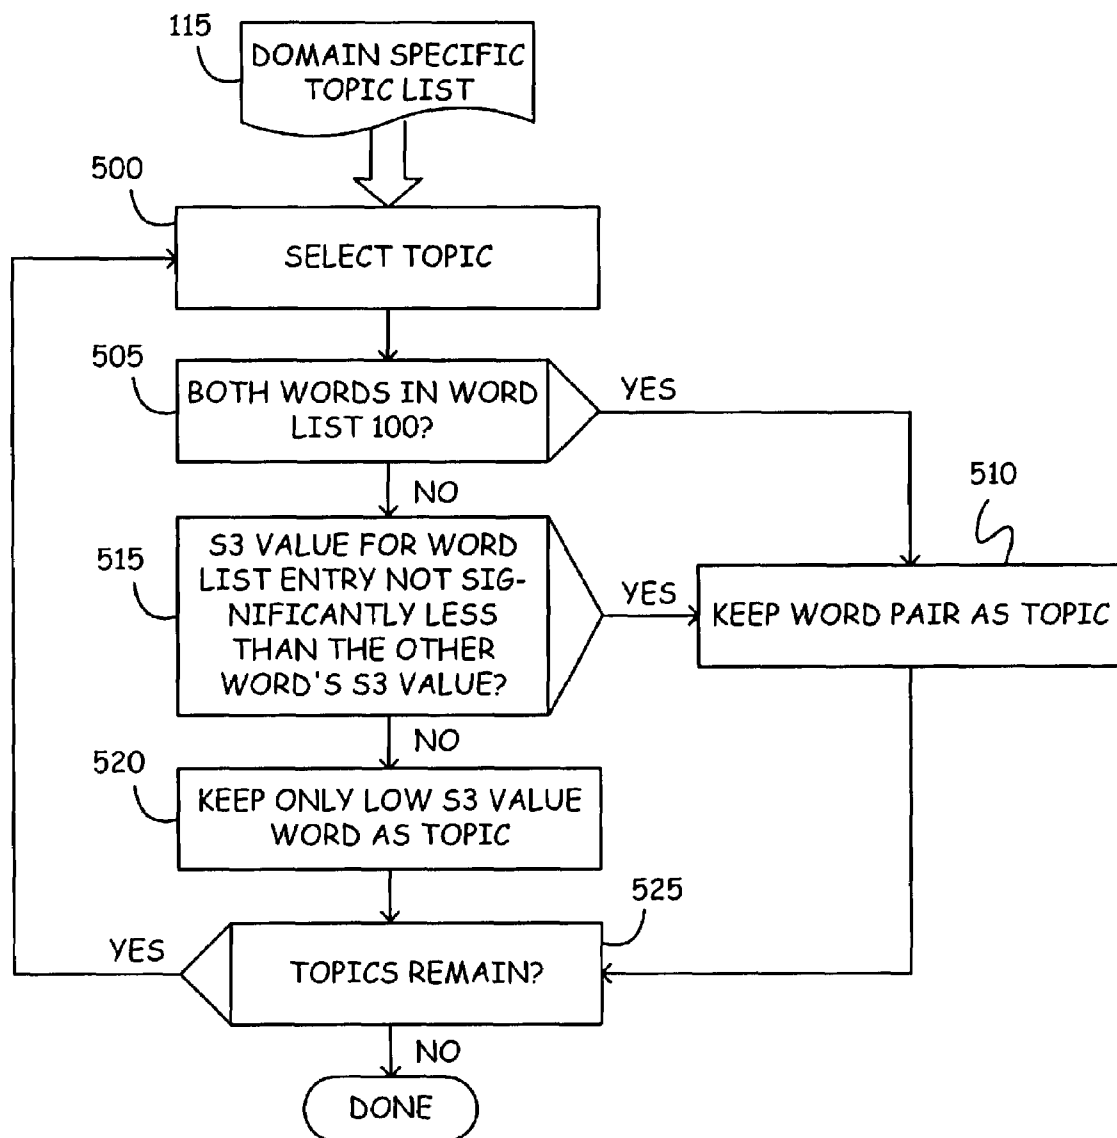 115
DOMAIN SPECIFIC
TOPIC LIST
500
SELECT TOPIC
505
BOTH WORDS IN WORD
LIST 100?
YES
NO
510
515
S3 VALUE FOR WORD
LIST ENTRY NOT SIG-
NIFICANTLY LESS
THAN THE OTHER
WORD'S S3 VALUE?
YES
KEEP WORD PAIR AS TOPIC
NO
520
KEEP ONLY LOW S3 VALUE
WORD AS TOPIC
525
YES
TOPICS REMAIN?
NO
DONE